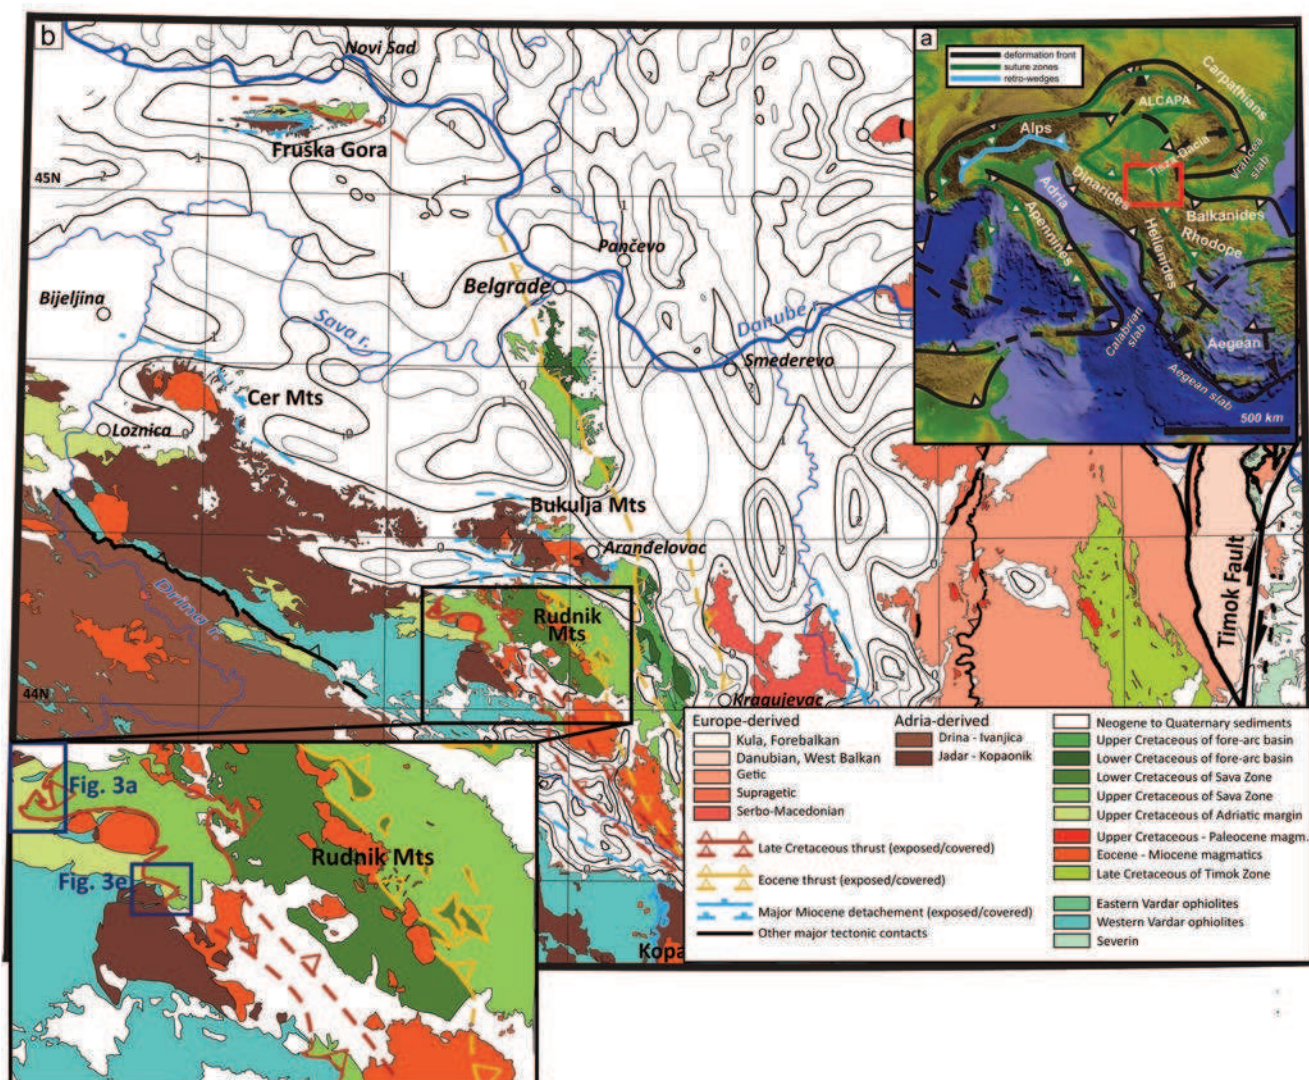 b
Novi Sad
Fruška Gora
45N
Pančevo
Belgrade
Bijeljina
Sava r.
Danube r.
Smederevo
Cer Mts
Loznica
Bukulja Mts
Aranđelovac
Drina r.
Rudnik
Mts
44N
Kragujevac
Timok Fault
Kopa
a
deformation front
suture zones
retro-wedges
Carpathians
ALCAPA
Alps
Tisza-Dacia
Vrancea
slab
Adria
Dinarides
Apennines
Balkanides
Rhodope
Hellenides
Calabrian
slab
Aegean
Aegean slab
500 km
Fig. 3a
Rudnik Mts
Fig. 3e
Europe-derived
Kula, Forebalkan
Danubian, West Balkan
Getic
Supragetic
Serbo-Macedonian
Adria-derived
Drina - Ivanjica
Jadar - Kopaonik
Late Cretaceous thrust (exposed/covered)
Eocene thrust (exposed/covered)
Major Miocene detachement (exposed/covered)
Other major tectonic contacts
Neogene to Quaternary sediments
Upper Cretaceous of fore-arc basin
Lower Cretaceous of fore-arc basin
Lower Cretaceous of Sava Zone
Upper Cretaceous of Sava Zone
Upper Cretaceous of Adriatic margin
Upper Cretaceous - Paleocene magm.
Eocene - Miocene magmatics
Late Cretaceous of Timok Zone
Eastern Vardar ophiolites
Western Vardar ophiolites
Severin